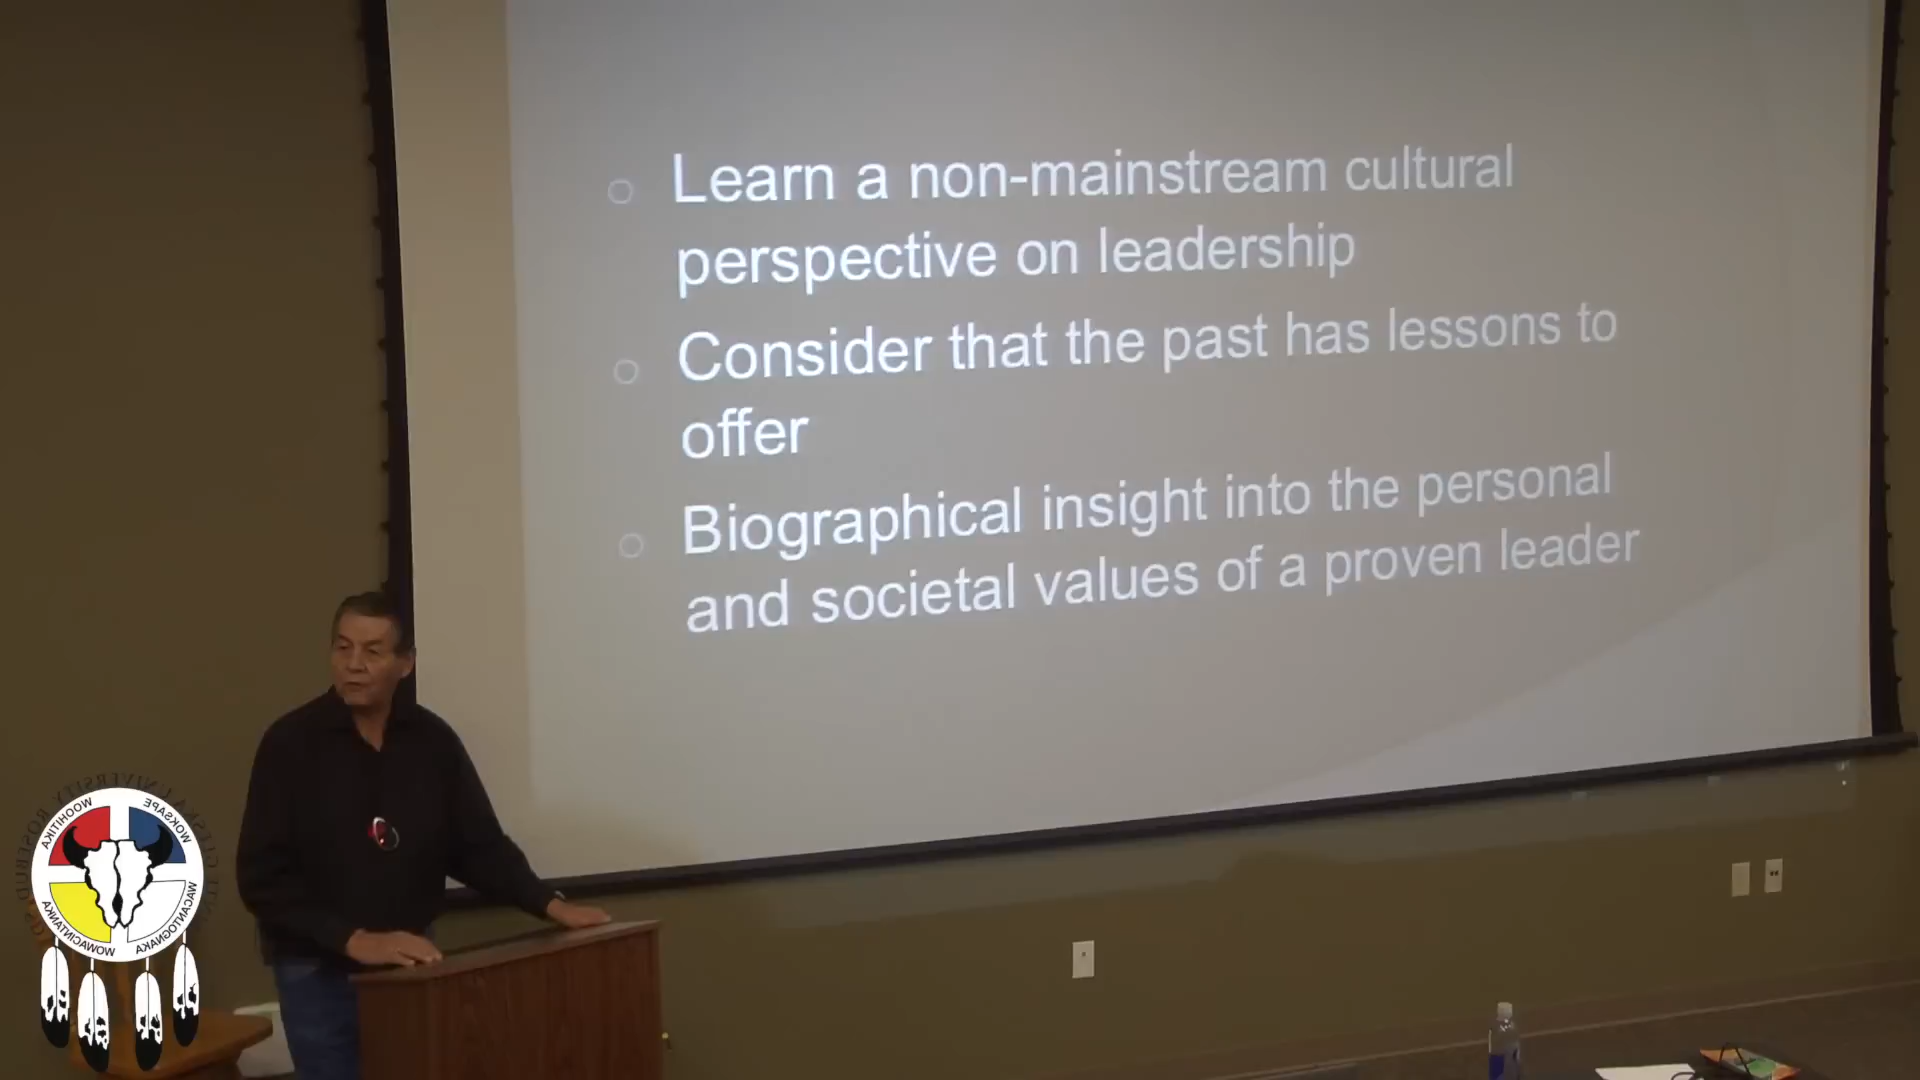 Learn a non-mainstream cultural
perspective on leadership
Consider that the past has lessons to
offer
Biographical insight into the personal
and societal values of a proven leader
WOOHITIKA
WOKSAPE
WOWACINTANKA
WACANTOGNAKA